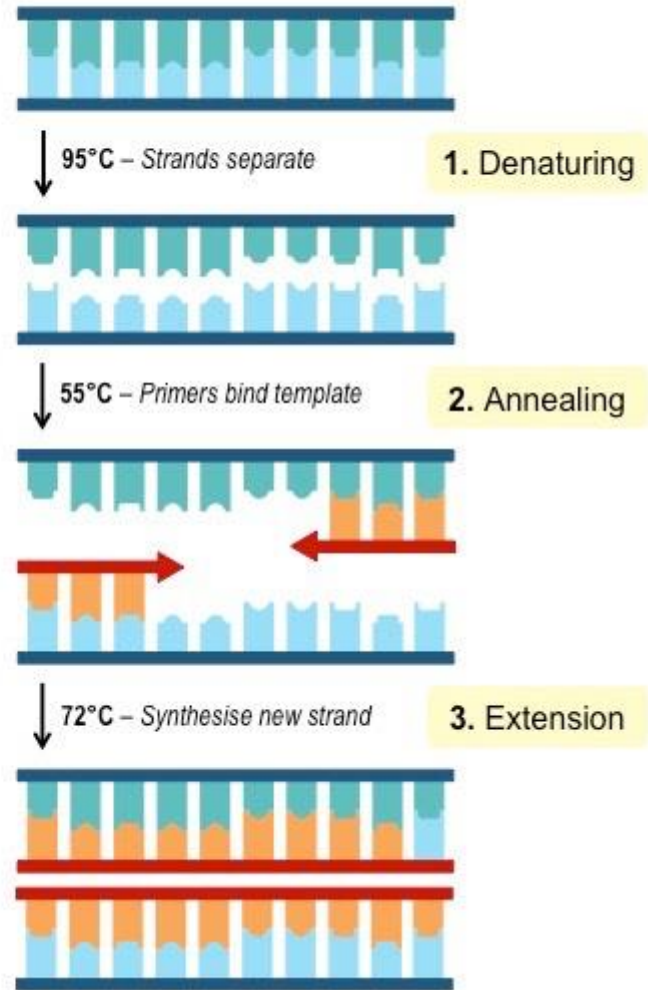 95°C – Strands separate
1. Denaturing
55°C – Primers bind template
2. Annealing
72°C – Synthesise new strand
3. Extension